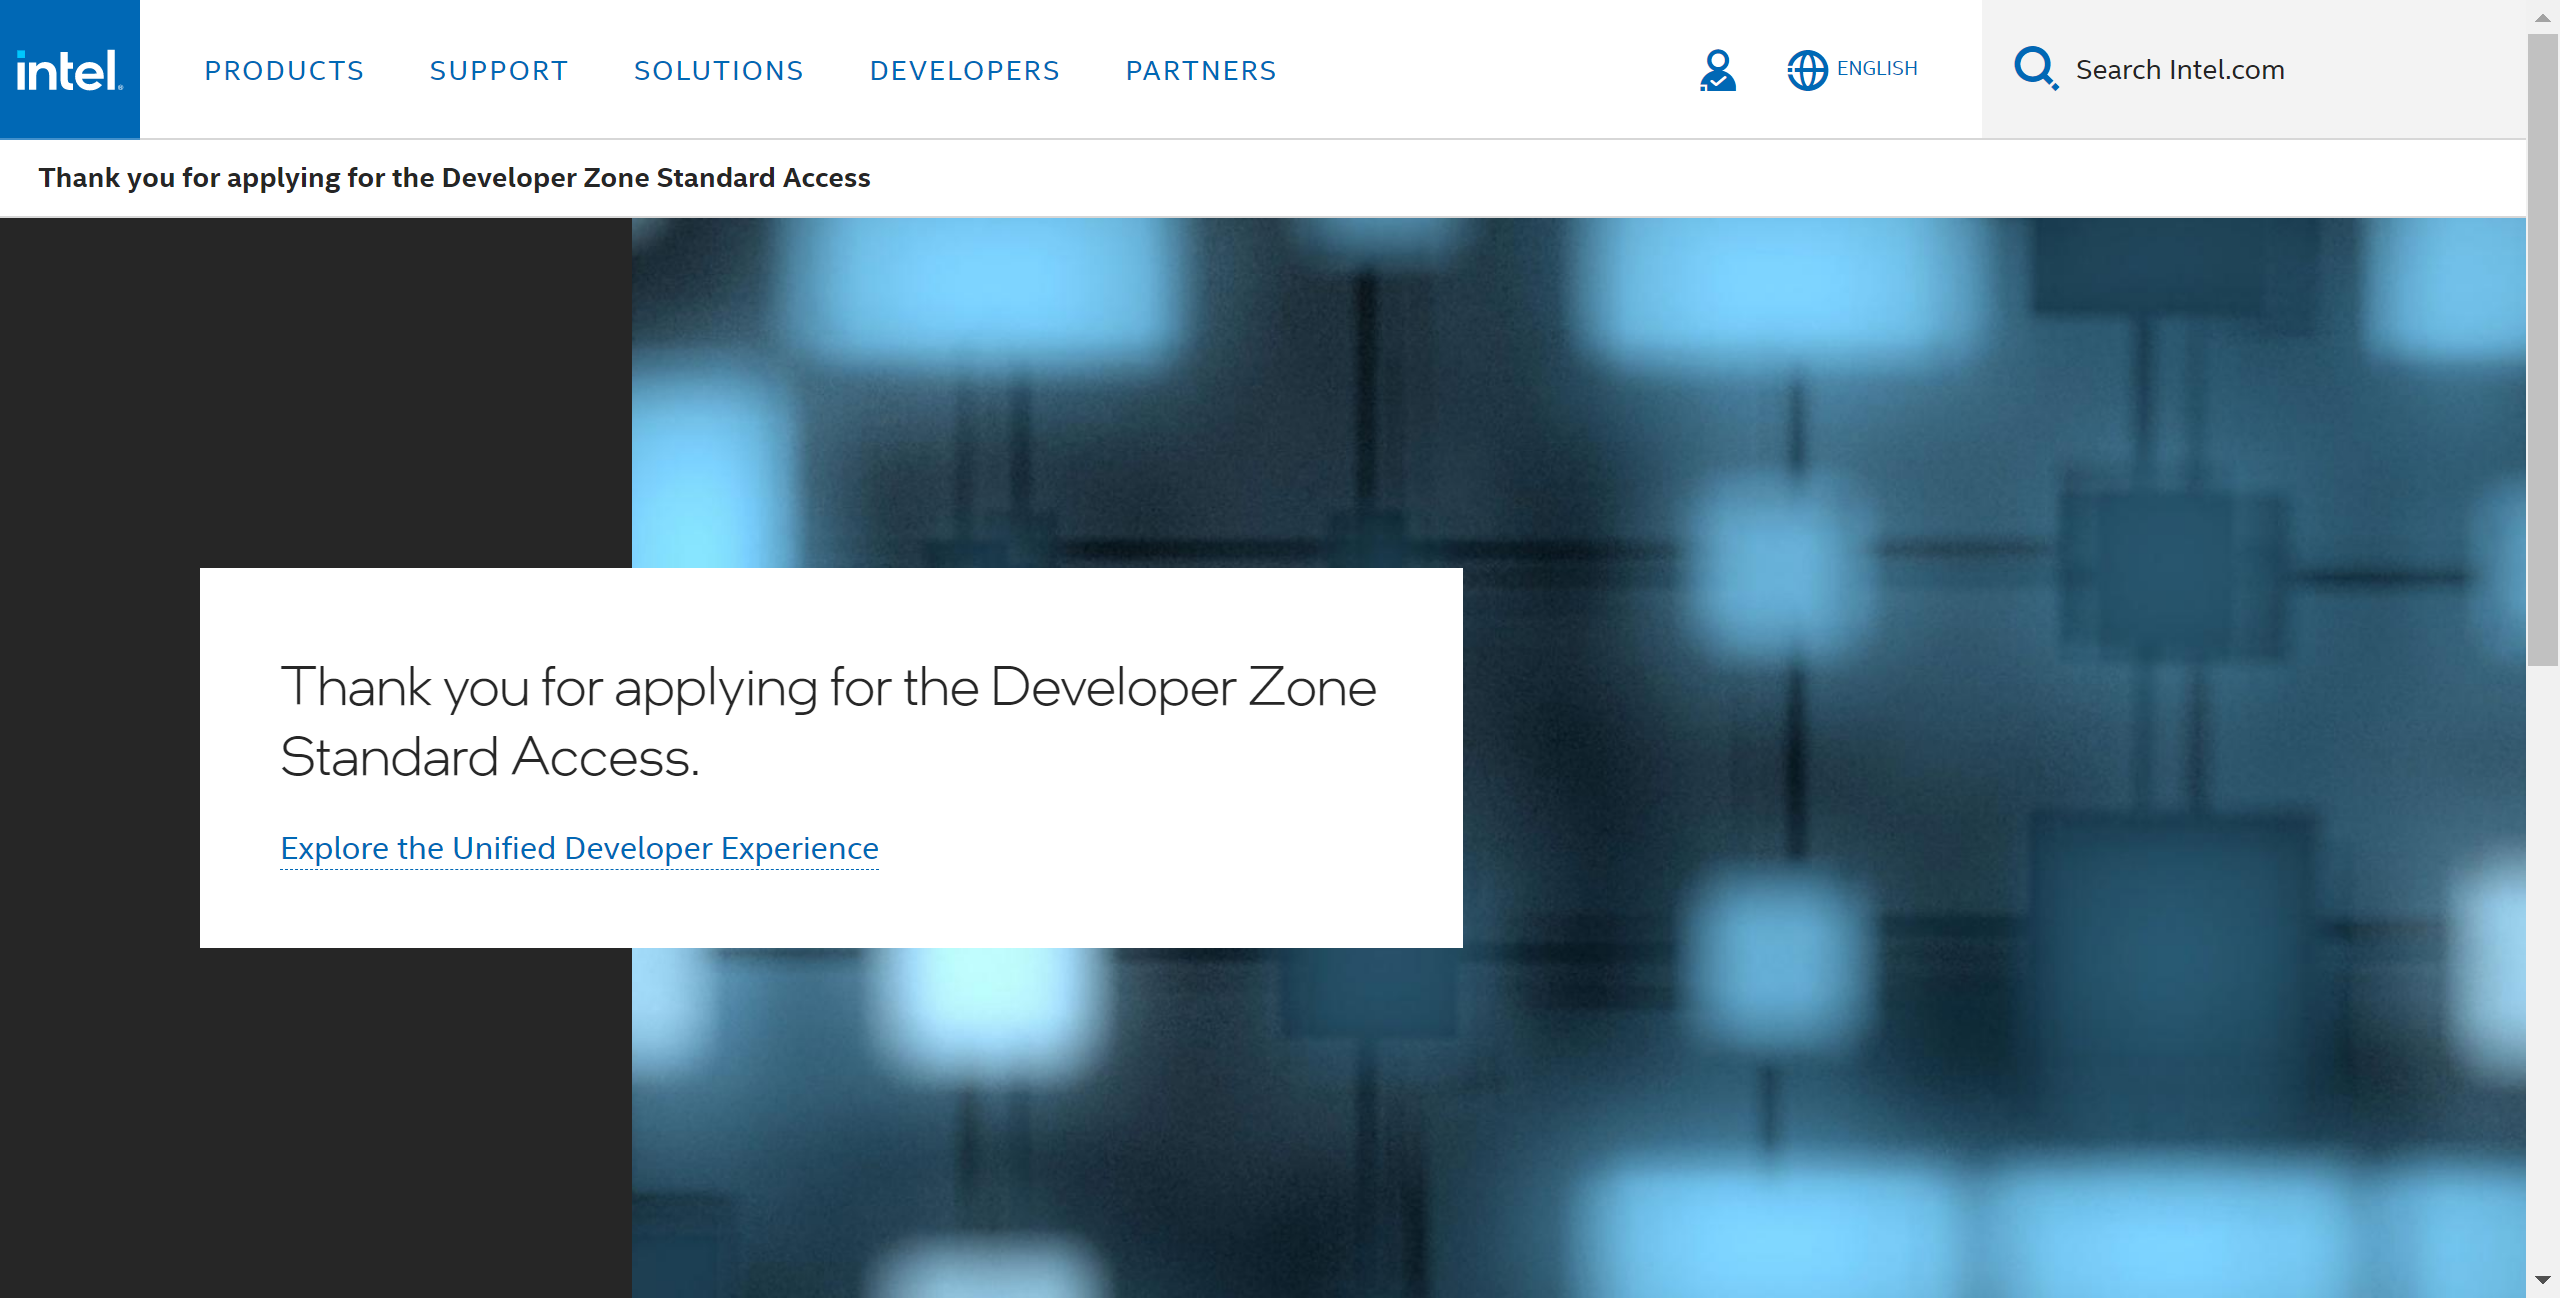 intel.
PRODUCTS
SUPPORT
SOLUTIONS
DEVELOPERS
PARTNERS
ENGLISH
Search Intel.com
Thank you for applying for the Developer Zone Standard Access
Thank you for applying for the Developer Zone
Standard Access.
Explore the Unified Developer Experience